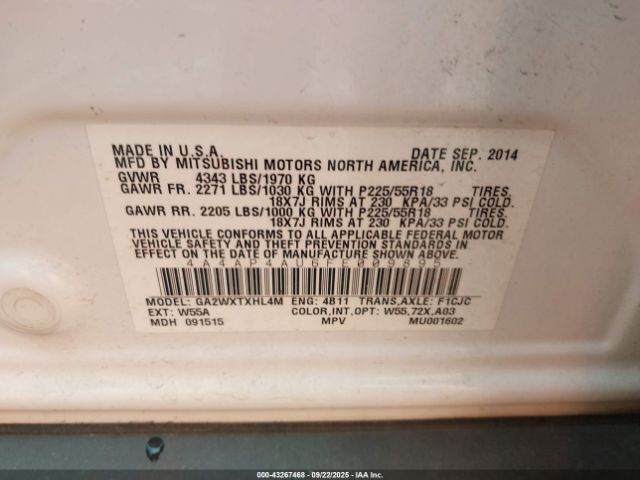 MADE IN U.S.A. DATE SEP. 2014
MFD BY MITSUBISHI MOTORS NORTH AMERICA, INC.
GVWR 4343 LBS/1970 KG
GAWR FR. 2271 LBS/1030 KG WITH P225/55R18 TIRES.
18X7J RIMS AT 230 KPA/33 PSI COLD.
GAWR RR. 2205 LBS/1000 KG WITH P225/55R18 TIRES.
18X7J RIMS AT 230 KPA/33 PSI COLD.
THIS VEHICLE CONFORMS TO ALL APPLICABLE FEDERAL MOTOR
VEHICLE SAFETY AND THEFT PREVENTION STANDARDS IN
EFFECT ON THE DATE OF MANUFACTURE SHOWN ABOVE.
4A4AP4AU6FE009895
MODEL: GA2WXTXHL4M ENG: 4B11 TRANS,AXLE: F1CJC
EXT: W55A COLOR,INT,OPT: W55,72X,A03
MDH 091515 MPV MU001602
000-43267468 - 09/22/2025 - IAA Inc.